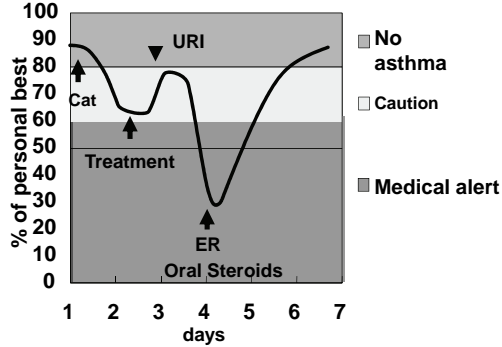 % of personal best
100
90
80
70
60
50
40
30
20
10
0
URI
Cat
Treatment
ER
Oral Steroids
1 2 3 4 5 6 7
days
No
asthma
Caution
Medical alert